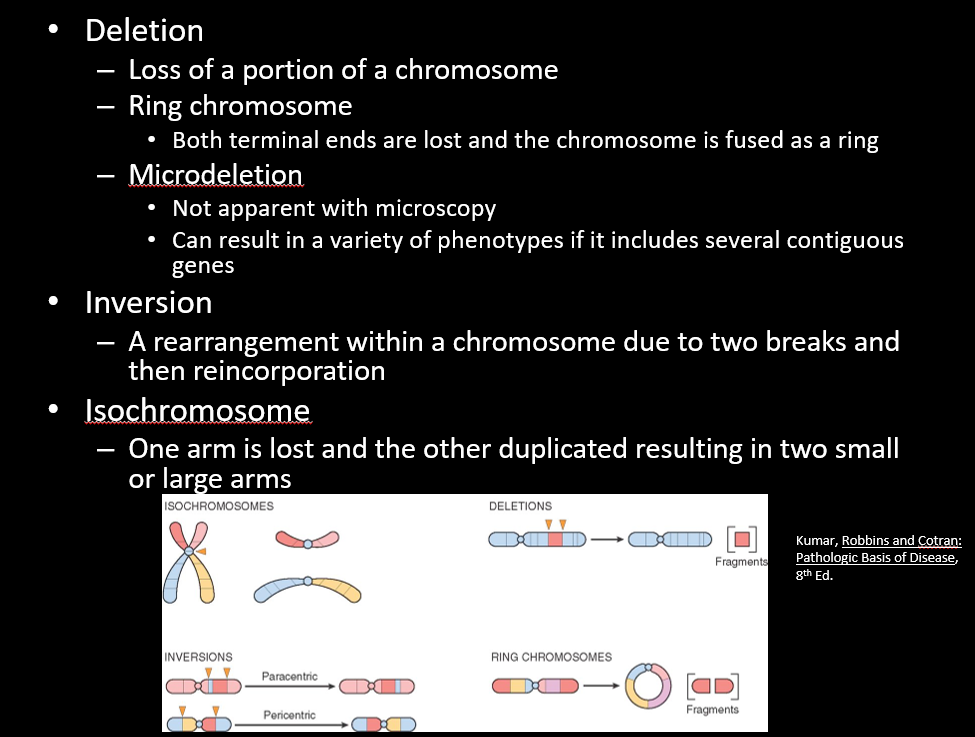 • Deletion
– Loss of a portion of a chromosome
– Ring chromosome
• Both terminal ends are lost and the chromosome is fused as a ring
– Microdeletion
• Not apparent with microscopy
• Can result in a variety of phenotypes if it includes several contiguous
genes
• Inversion
– A rearrangement within a chromosome due to two breaks and
then reincorporation
• Isochromosome
– One arm is lost and the other duplicated resulting in two small
or large arms
ISOCHROMOSOMES
DELETIONS
Fragments
Kumar, Robbins and Cotran:
Pathologic Basis of Disease,
8th Ed.
INVERSIONS
Paracentric
Pericentric
RING CHROMOSOMES
Fragments